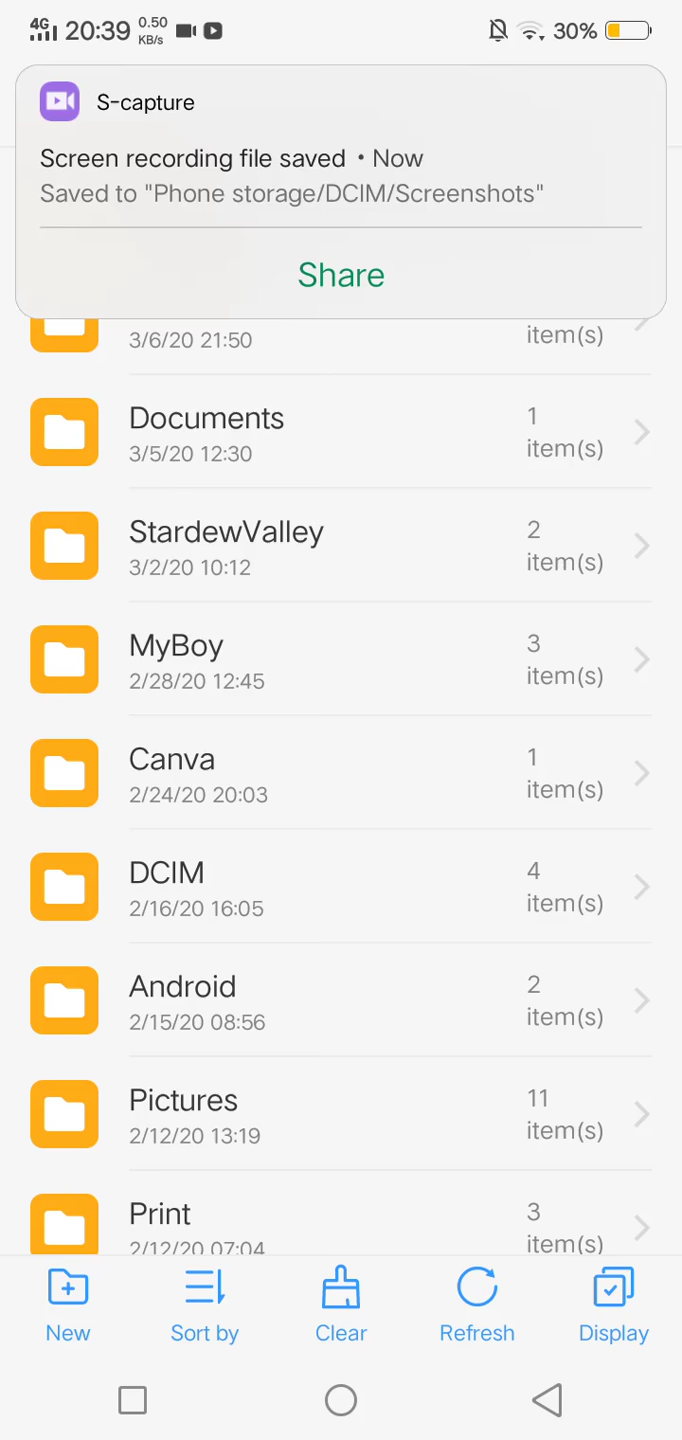 4G 20:39 0.50 KB/s 30%
S-capture
Screen recording file saved • Now
Saved to "Phone storage/DCIM/Screenshots"
Share
3/6/20 21:50 item(s)
Documents 1
3/5/20 12:30 item(s)
StardewValley 2
3/2/20 10:12 item(s)
MyBoy 3
2/28/20 12:45 item(s)
Canva 1
2/24/20 20:03 item(s)
DCIM 4
2/16/20 16:05 item(s)
Android 2
2/15/20 08:56 item(s)
Pictures 11
2/12/20 13:19 item(s)
Print 3
2/12/20 07:04 item(s)
New Sort by Clear Refresh Display